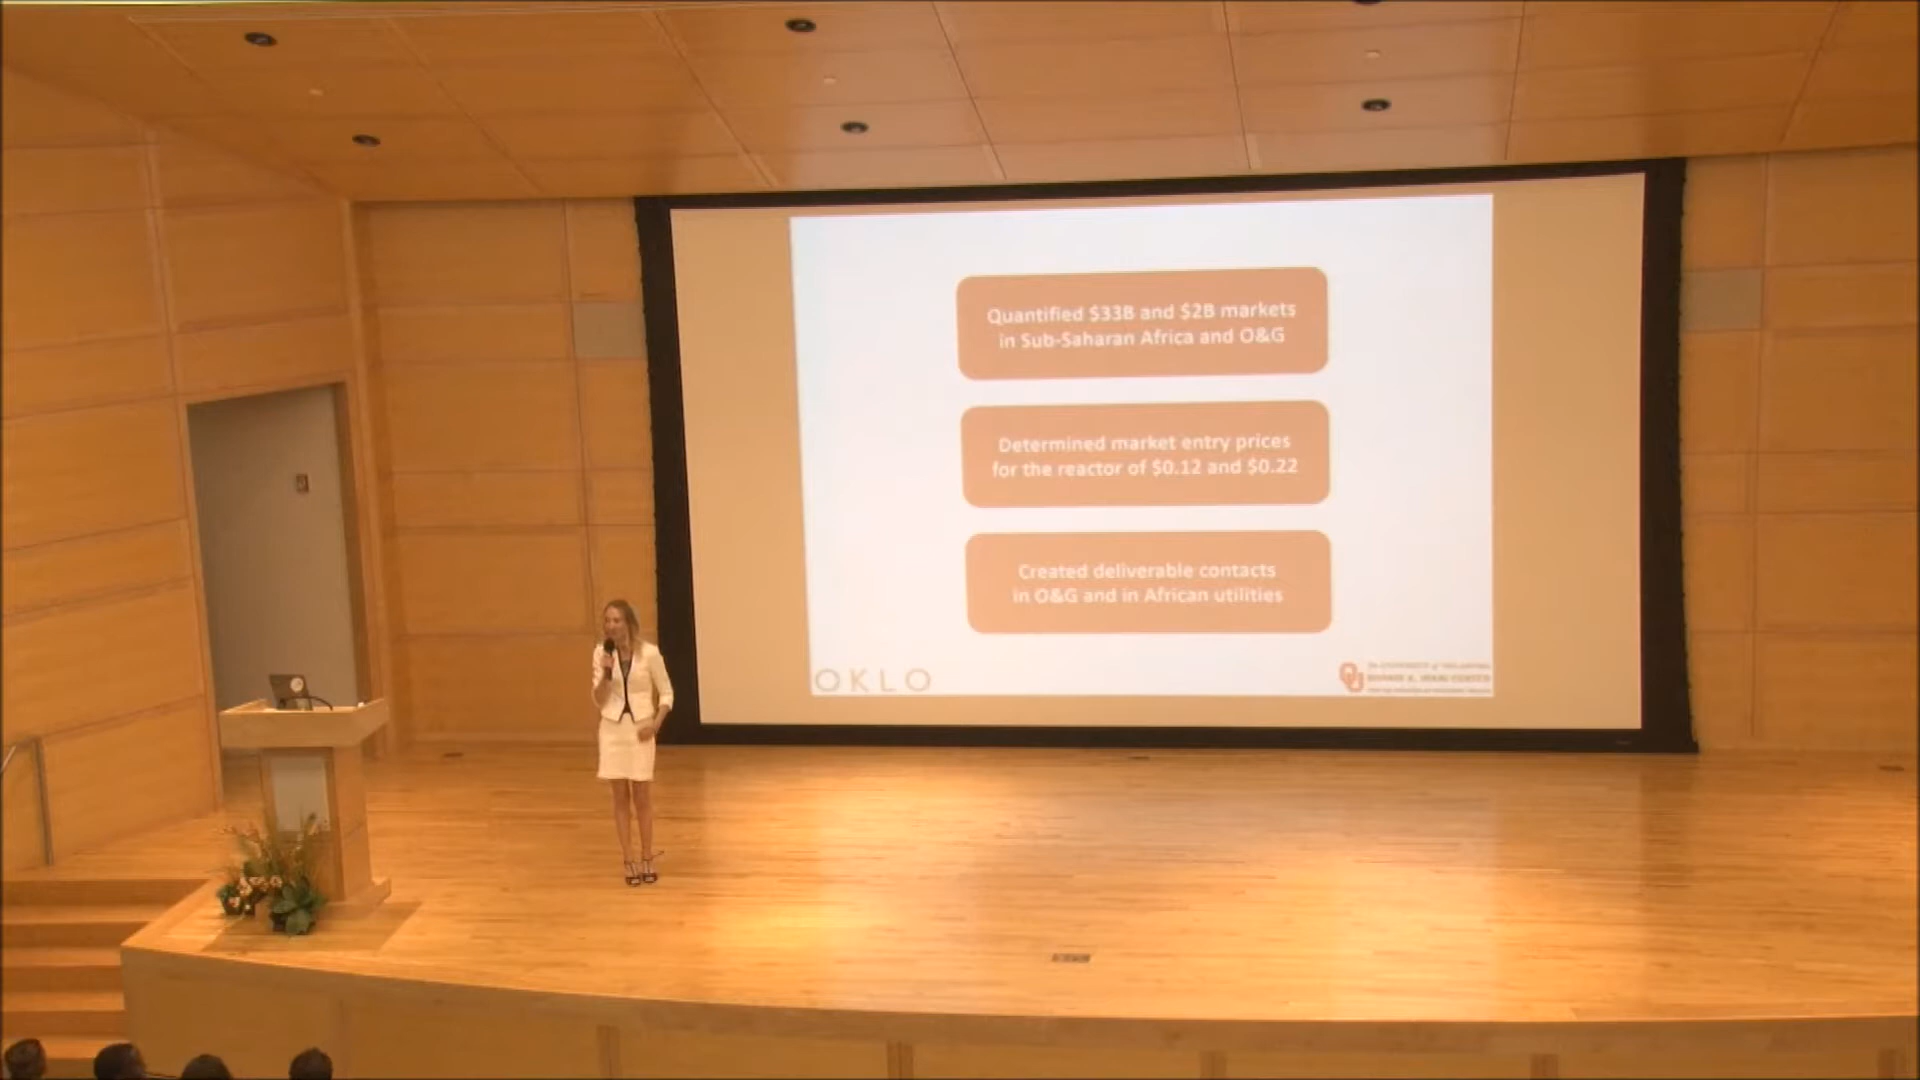 Quantified $33B and $2B markets
in Sub-Saharan Africa and O&G
Determined market entry prices
for the reactor of $0.12 and $0.22
Created deliverable contacts
in O&G and in African utilities
OKLO
OU